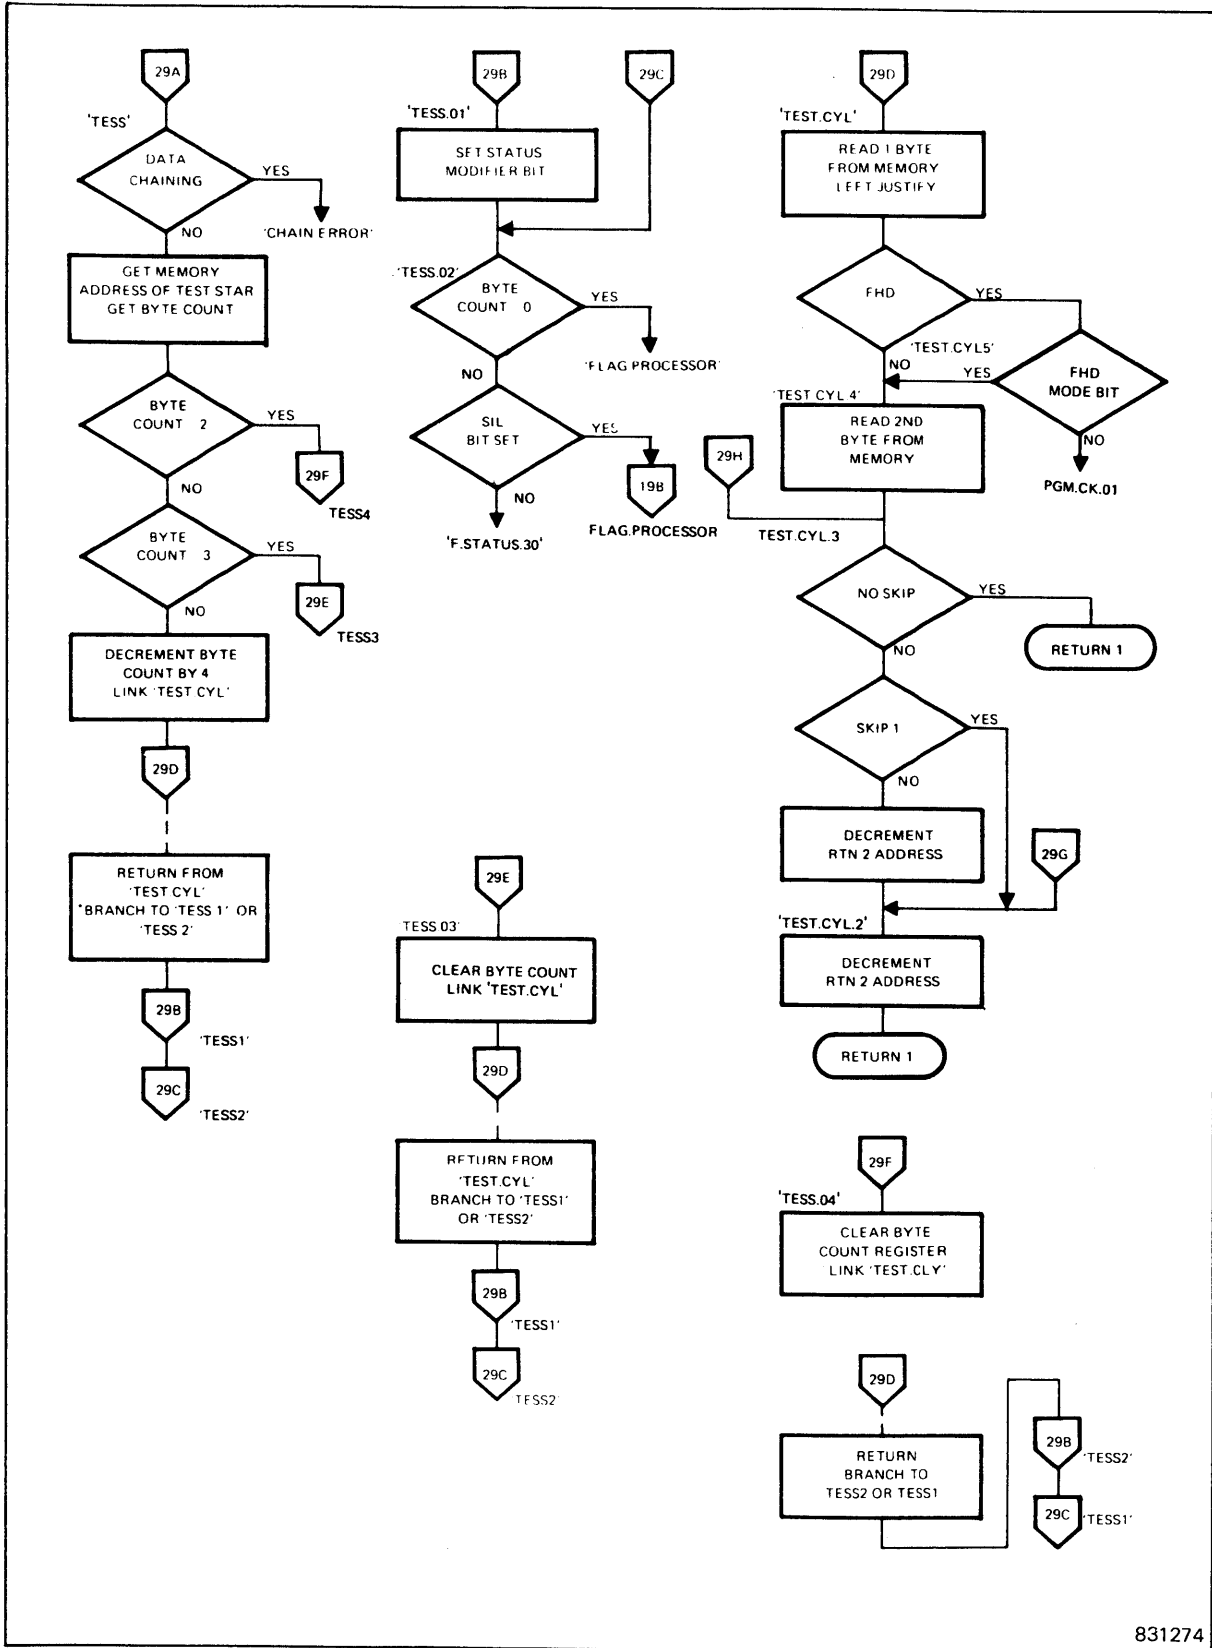 29A
'TESS'
DATA
CHAINING
YES
'CHAIN ERROR'
NO
GET MEMORY
ADDRESS OF TEST STAR
GET BYTE COUNT
BYTE
COUNT 2
YES
29F
TESS4
NO
BYTE
COUNT 3
YES
29E
TESS3
NO
DECREMENT BYTE
COUNT BY 4
LINK 'TEST CYL'
29D
RETURN FROM
'TEST CYL'
'BRANCH TO 'TESS 1' OR
'TESS 2'
29B
'TESS1'
29C
'TESS2'
29B
29C
'TESS.01'
SET STATUS
MODIFIER BIT
'TESS.02'
BYTE
COUNT 0
YES
'FLAG PROCESSOR'
NO
SIL
BIT SET
YES
19B
FLAG.PROCESSOR
NO
'F.STATUS.30'
29E
'TESS 03'
CLEAR BYTE COUNT
LINK 'TEST.CYL'
29D
RETURN FROM
'TEST.CYL'
BRANCH TO 'TESS1'
OR 'TESS2'
29B
'TESS1'
29C
'TESS2'
29D
'TEST.CYL'
READ 1 BYTE
FROM MEMORY
LEFT JUSTIFY
FHD
YES
'TEST.CYL5'
NO
YES
FHD
MODE BIT
NO
PGM.CK.01
'TEST CYL.4'
READ 2ND
BYTE FROM
MEMORY
29H
TEST.CYL.3
NO SKIP
YES
RETURN 1
NO
SKIP 1
YES
NO
DECREMENT
RTN 2 ADDRESS
29G
'TEST.CYL.2'
DECREMENT
RTN 2 ADDRESS
RETURN 1
29F
'TESS.04'
CLEAR BYTE
COUNT REGISTER
LINK 'TEST.CLY'
29D
RETURN
BRANCH TO
TESS2 OR TESS1
29B
'TESS2'
29C
'TESS1'
831274